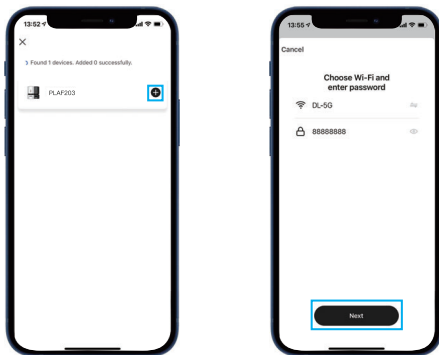 13:52
Found 1 devices. Added 0 successfully.
PLAF203
13:55
Cancel
Choose Wi-Fi and
enter password
DL-5G
88888888
Next